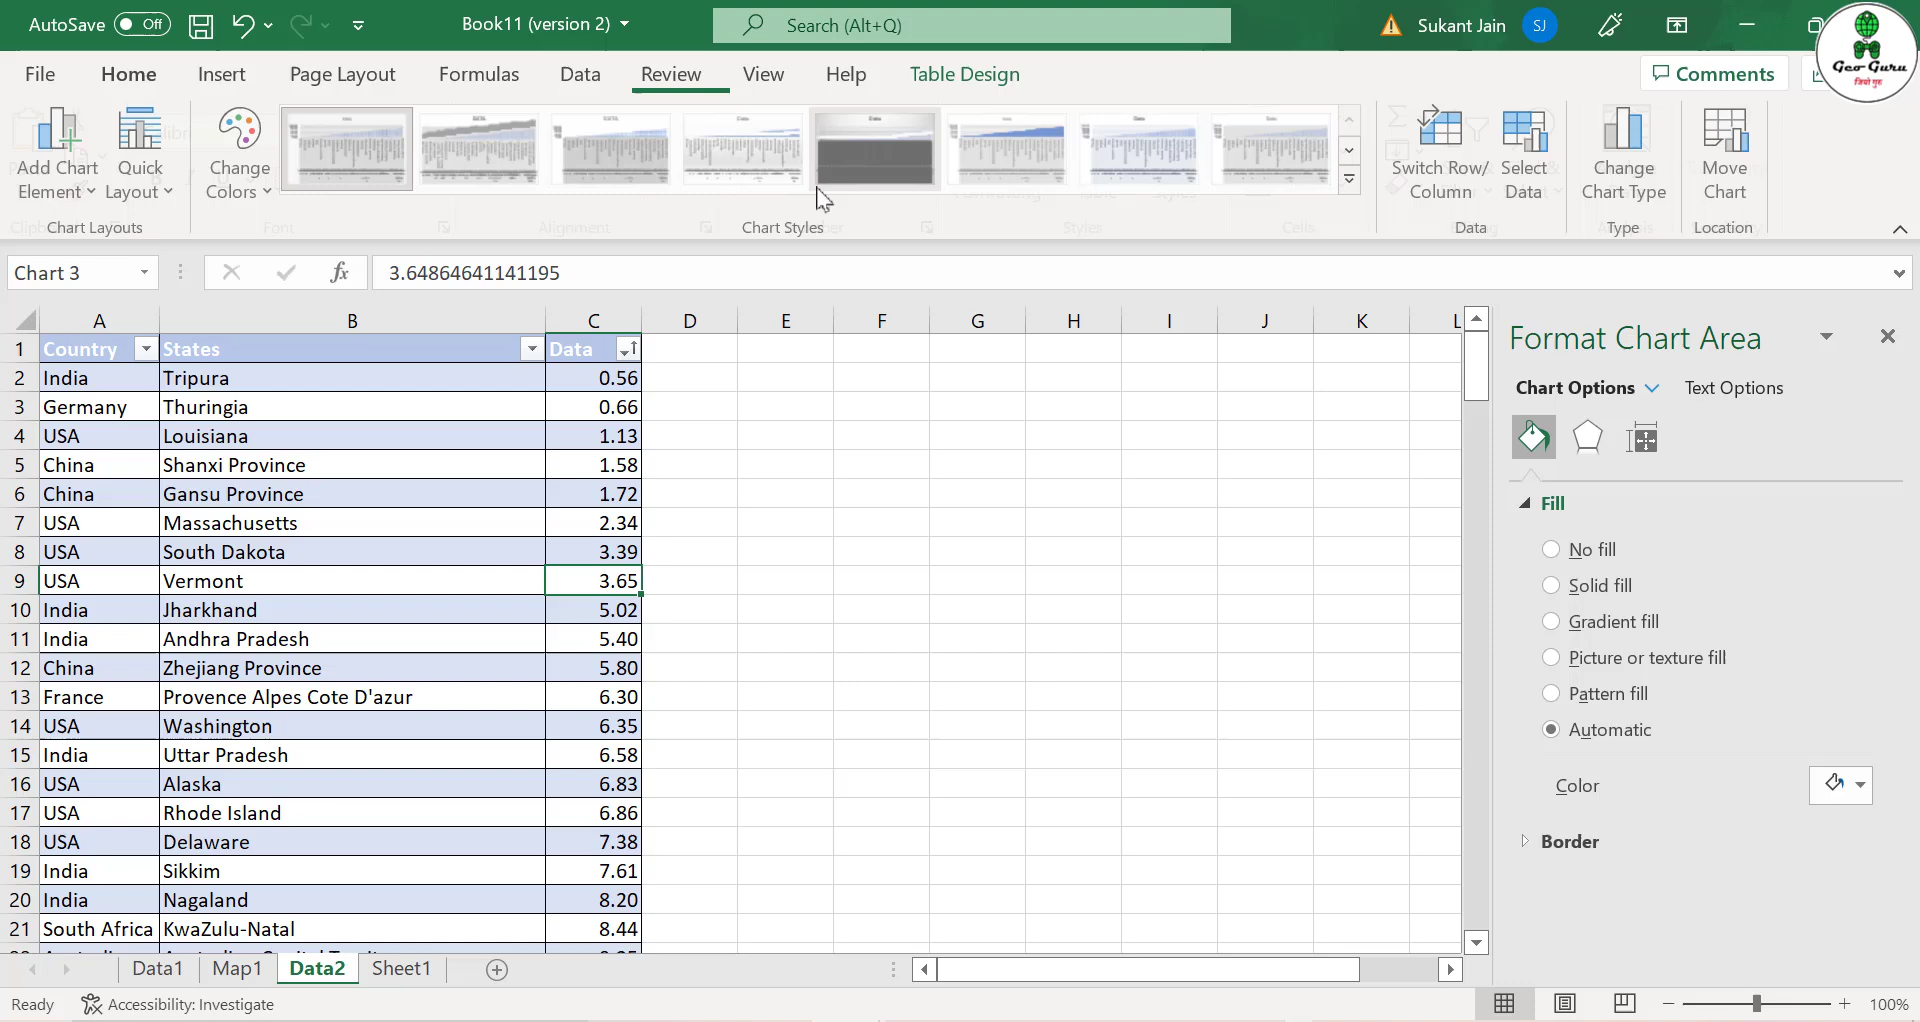 AutoSave Off Book11 (version 2) Search (Alt+Q) Sukant Jain SJ
Geo Guru
जियो गुरु
File Home Insert Page Layout Formulas Data Review View Help Table Design Comments
Add Chart Element Quick Layout Change Colors Switch Row/ Column Select Data Change Chart Type Move Chart
Chart Layouts Chart Styles Data Type Location
Chart 3 fx 3.64864641141195
A B C D E F G H I J K L
1 Country States Data
2 India Tripura 0.56
3 Germany Thuringia 0.66
4 USA Louisiana 1.13
5 China Shanxi Province 1.58
6 China Gansu Province 1.72
7 USA Massachusetts 2.34
8 USA South Dakota 3.39
9 USA Vermont 3.65
10 India Jharkhand 5.02
11 India Andhra Pradesh 5.40
12 China Zhejiang Province 5.80
13 France Provence Alpes Cote D'azur 6.30
14 USA Washington 6.35
15 India Uttar Pradesh 6.58
16 USA Alaska 6.83
17 USA Rhode Island 6.86
18 USA Delaware 7.38
19 India Sikkim 7.61
20 India Nagaland 8.20
21 South Africa KwaZulu-Natal 8.44
Format Chart Area
Chart Options Text Options
Fill
No fill
Solid fill
Gradient fill
Picture or texture fill
Pattern fill
Automatic
Color
Border
Data1 Map1 Data2 Sheet1
Ready Accessibility: Investigate 100%